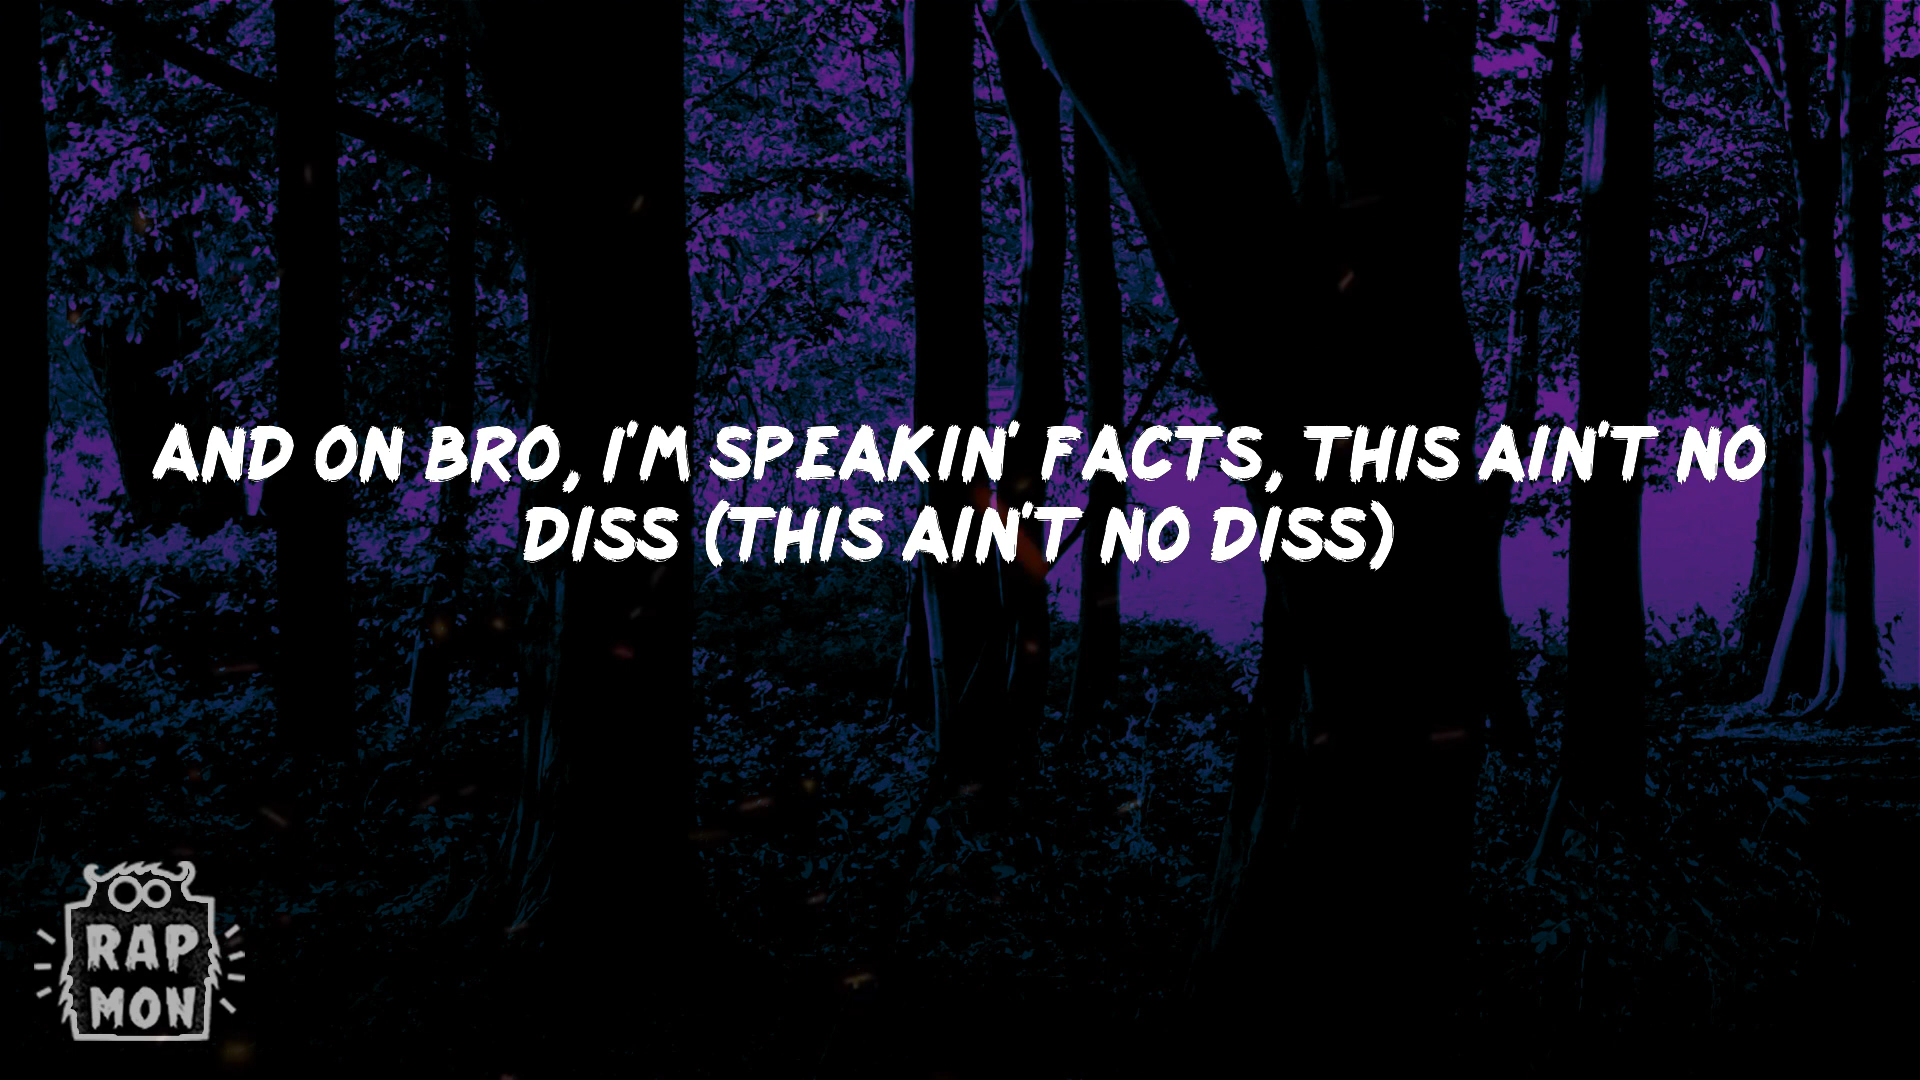 AND ON BRO, I'M SPEAKIN' FACTS, THIS AIN'T NO
DISS (THIS AIN'T NO DISS)
RAP
MON